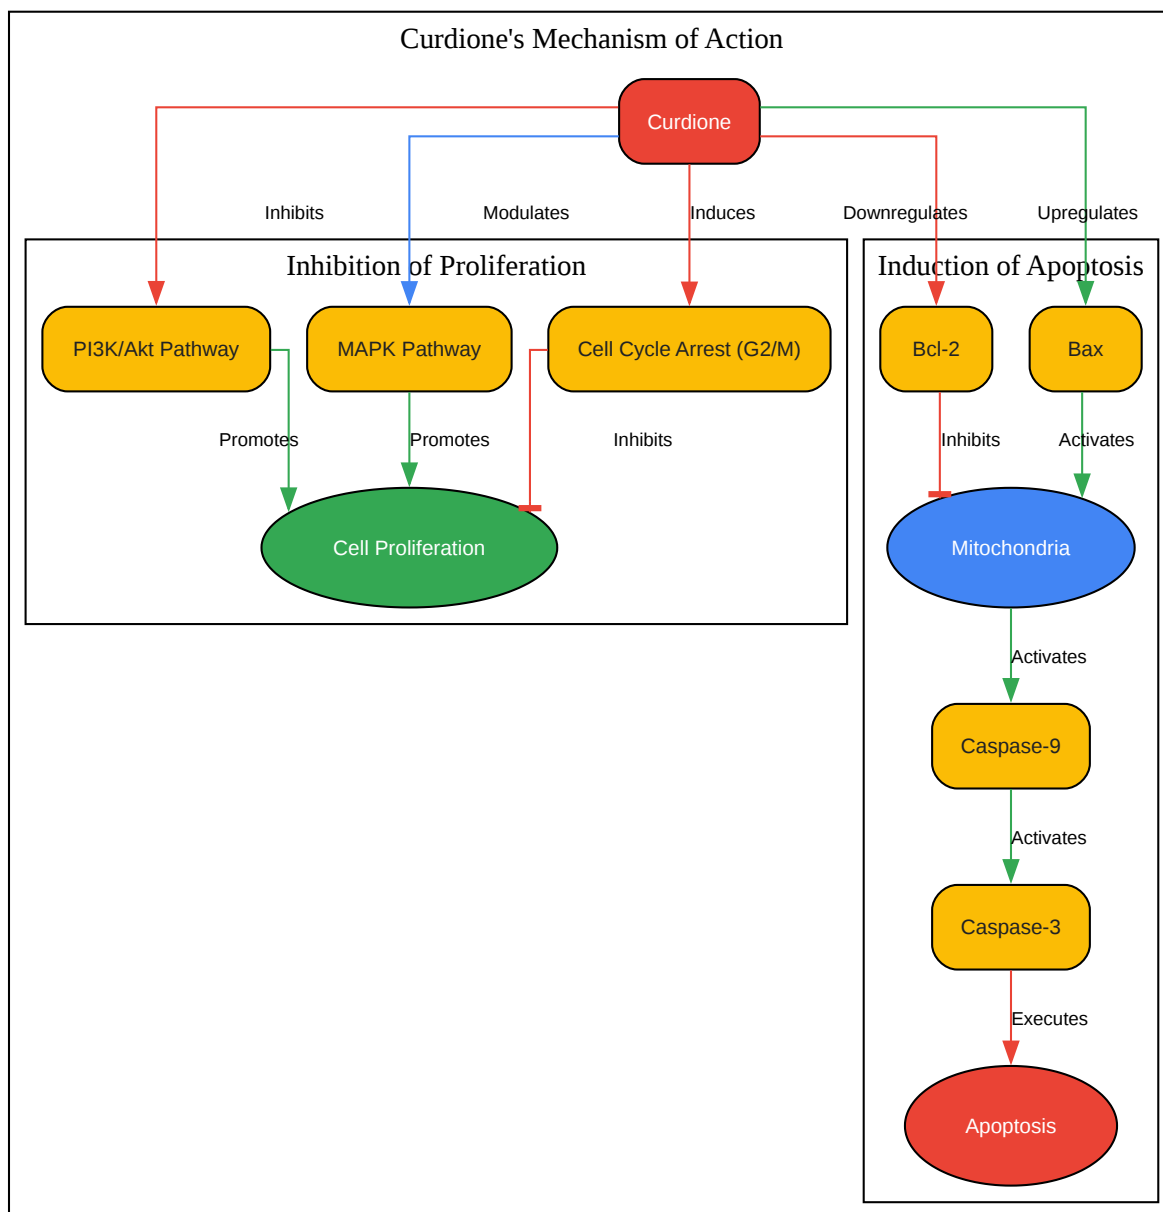 Curdione's Mechanism of Action
Curdione
Inhibits
Modulates
Induces
Downregulates
Upregulates
Inhibition of Proliferation
Induction of Apoptosis
PI3K/Akt Pathway
MAPK Pathway
Cell Cycle Arrest (G2/M)
Bcl-2
Bax
Promotes
Promotes
Inhibits
Inhibits
Activates
Cell Proliferation
Mitochondria
Activates
Caspase-9
Activates
Caspase-3
Executes
Apoptosis